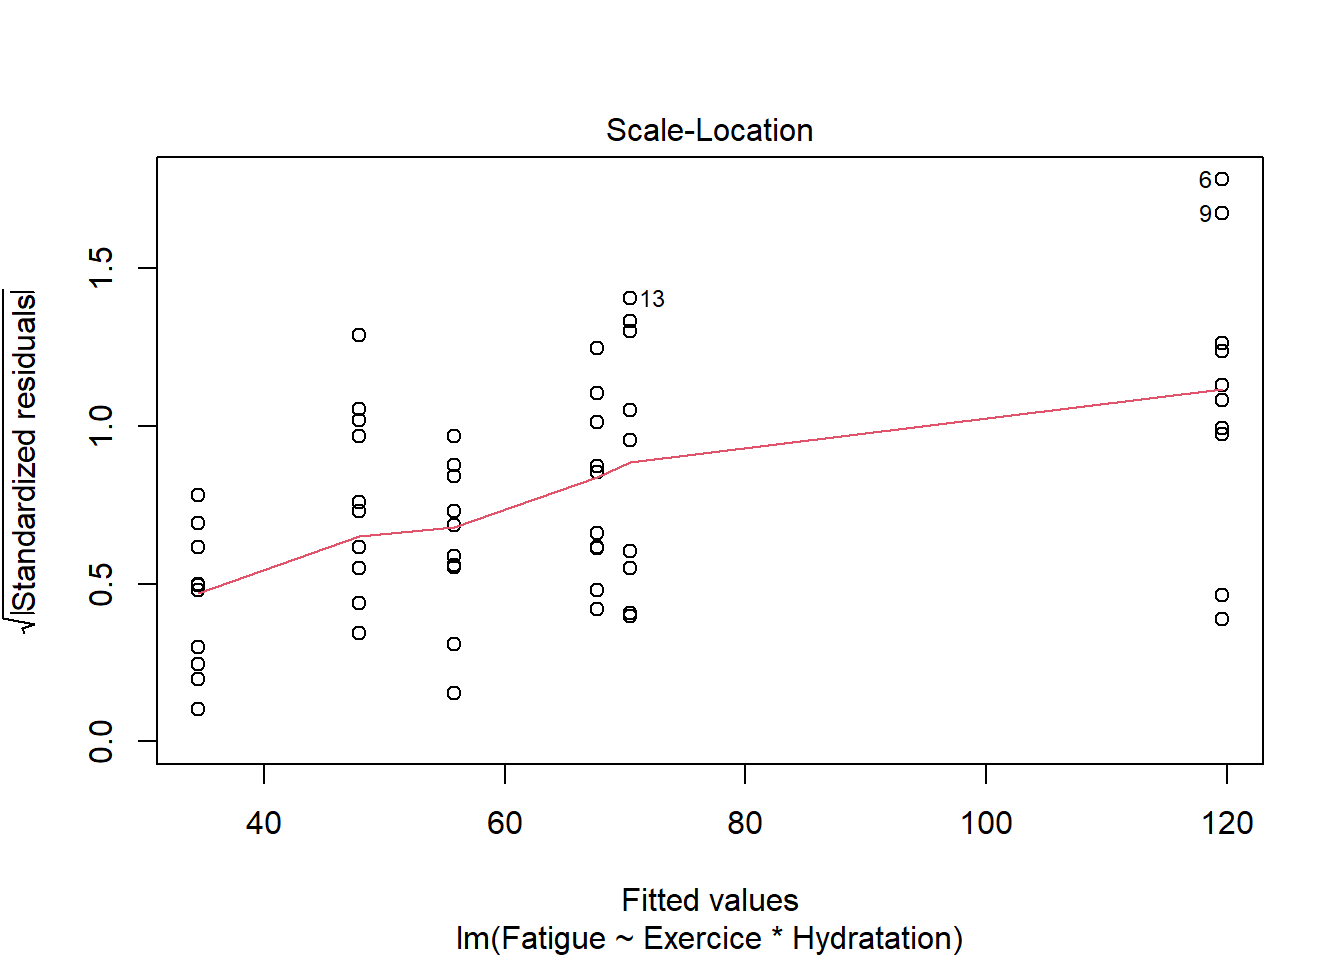 Scale-Location
√|Standardized residuals|
0.0 0.5 1.0 1.5
6
9
13
40 60 80 100 120
Fitted values
lm(Fatigue ~ Exercice * Hydratation)